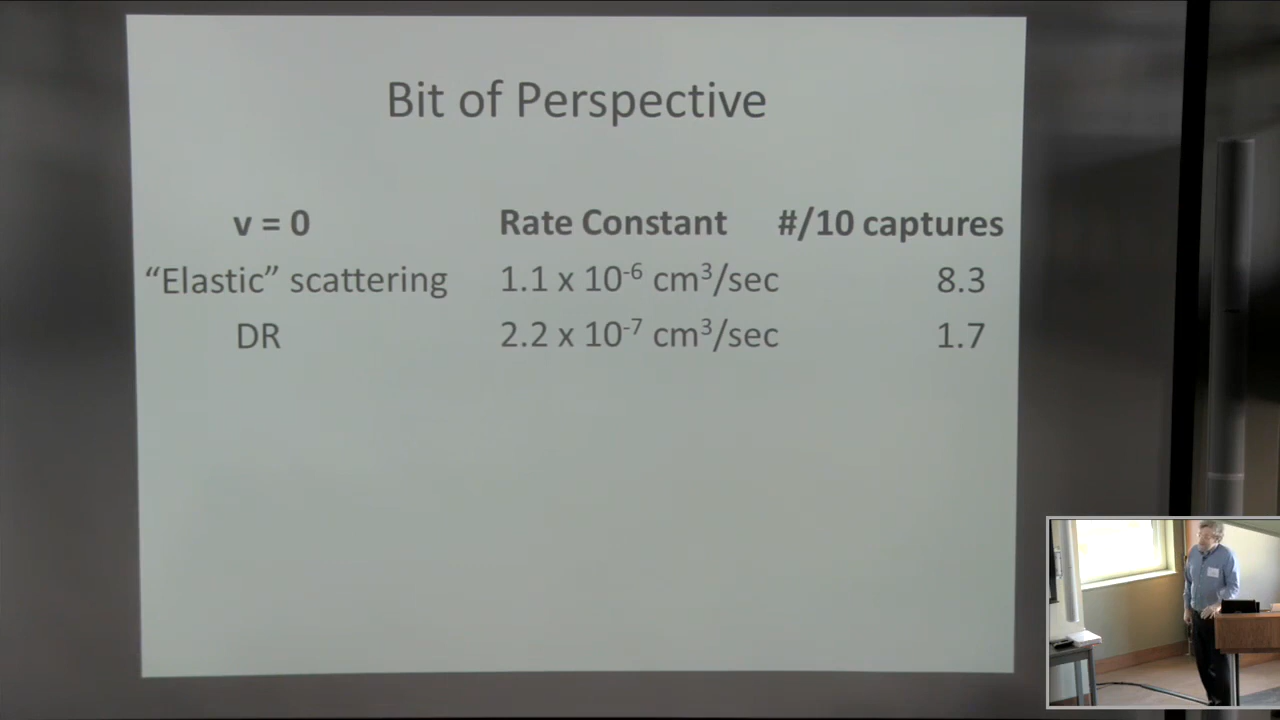 Bit of Perspective
v = 0 Rate Constant #/10 captures
“Elastic” scattering 1.1 x 10⁻⁶ cm³/sec 8.3
DR 2.2 x 10⁻⁷ cm³/sec 1.7